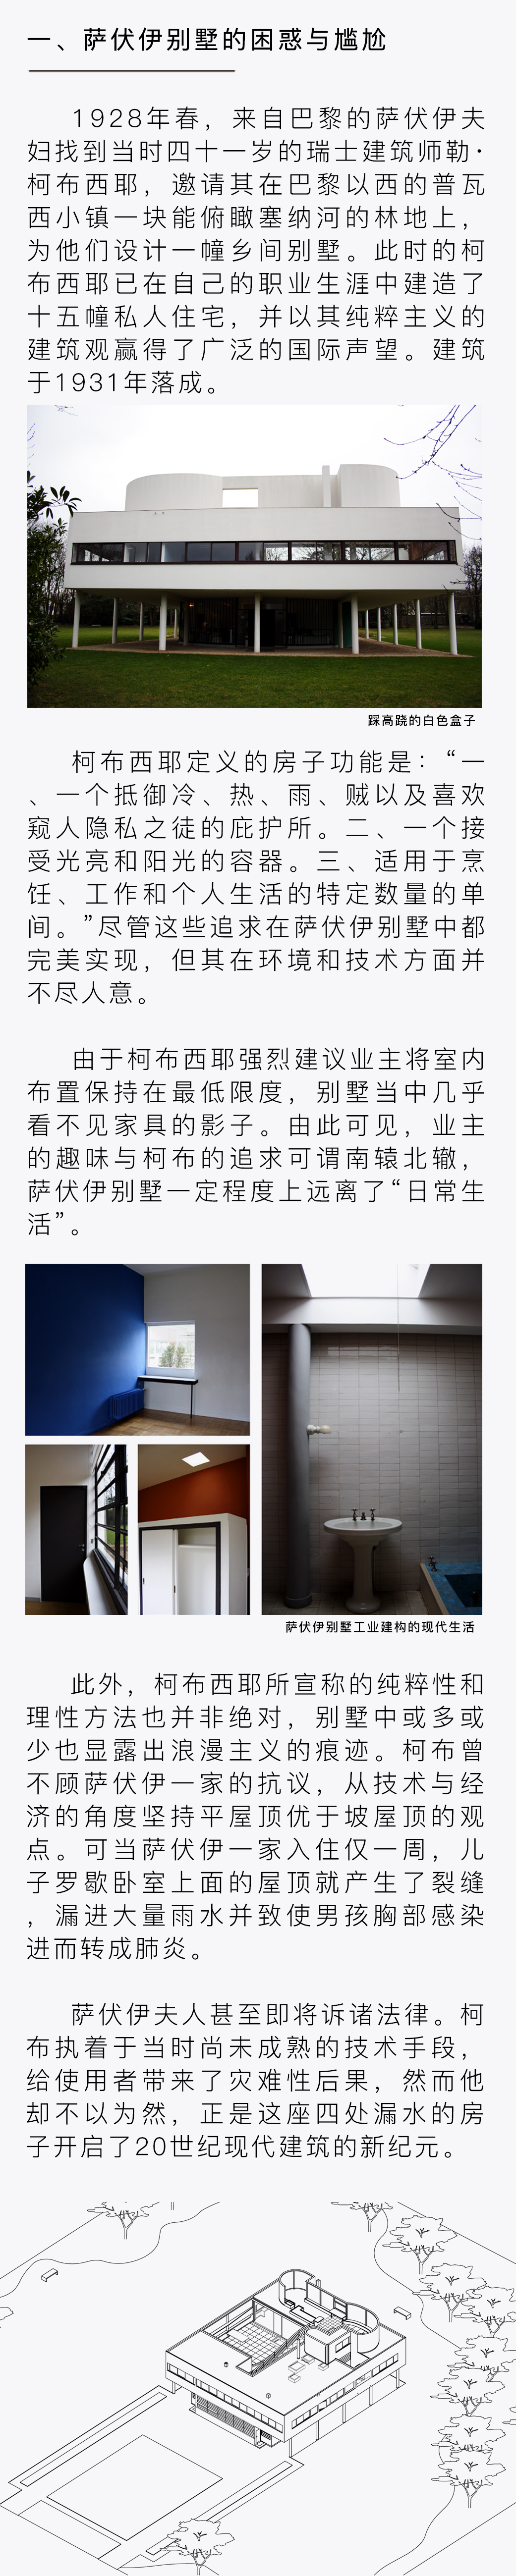 一、萨伏伊别墅的困惑与尴尬
1928年春，来自巴黎的萨伏伊夫
妇找到当时四十一岁的瑞士建筑师勒·
柯布西耶，邀请其在巴黎以西的普瓦
西小镇一块能俯瞰塞纳河的林地上，
为他们设计一幢乡间别墅。此时的柯
布西耶已在自己的职业生涯中建造了
十五幢私人住宅，并以其纯粹主义的
建筑观赢得了广泛的国际声望。建筑
于1931年落成。
踩高跷的白色盒子
柯布西耶定义的房子功能是：“一
、一个抵御冷、热、雨、贼以及喜欢
窥人隐私之徒的庇护所。二、一个接
受光亮和阳光的容器。三、适用于烹
饪、工作和个人生活的特定数量的单
间。”尽管这些追求在萨伏伊别墅中都
完美实现，但其在环境和技术方面并
不尽人意。
由于柯布西耶强烈建议业主将室内
布置保持在最低限度，别墅当中几乎
看不见家具的影子。由此可见，业主
的趣味与柯布的追求可谓南辕北辙，
萨伏伊别墅一定程度上远离了“日常生
活”。
萨伏伊别墅工业建构的现代生活
此外，柯布西耶所宣称的纯粹性和
理性方法也并非绝对，别墅中或多或
少也显露出浪漫主义的痕迹。柯布曾
不顾萨伏伊一家的抗议，从技术与经
济的角度坚持平屋顶优于坡屋顶的观
点。可当萨伏伊一家入住仅一周，儿
子罗歇卧室上面的屋顶就产生了裂缝
，漏进大量雨水并致使男孩胸部感染
进而转成肺炎。
萨伏伊夫人甚至即将诉诸法律。柯
布执着于当时尚未成熟的技术手段，
给使用者带来了灾难性后果，然而他
却不以为然，正是这座四处漏水的房
子开启了20世纪现代建筑的新纪元。